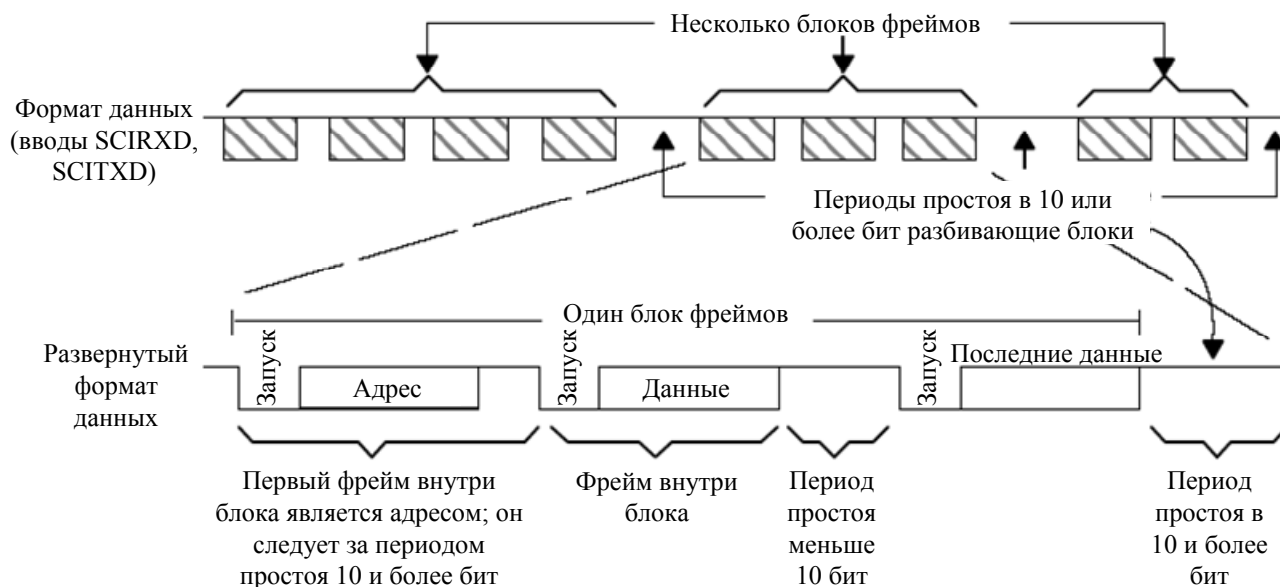 Несколько блоков фреймов
Формат данных
(вводы SCIRXD,
SCITXD)
Периоды простоя в 10 или
более бит разбивающие блоки
Один блок фреймов
Развернутый
формат
данных
Запуск
Адрес
Запуск
Данные
Запуск
Последние данные
Первый фрейм внутри
блока является адресом; он
следует за периодом
простоя 10 и более бит
Фрейм внутри
блока
Период
простоя
меньше
10 бит
Период
простоя в
10 и более
бит